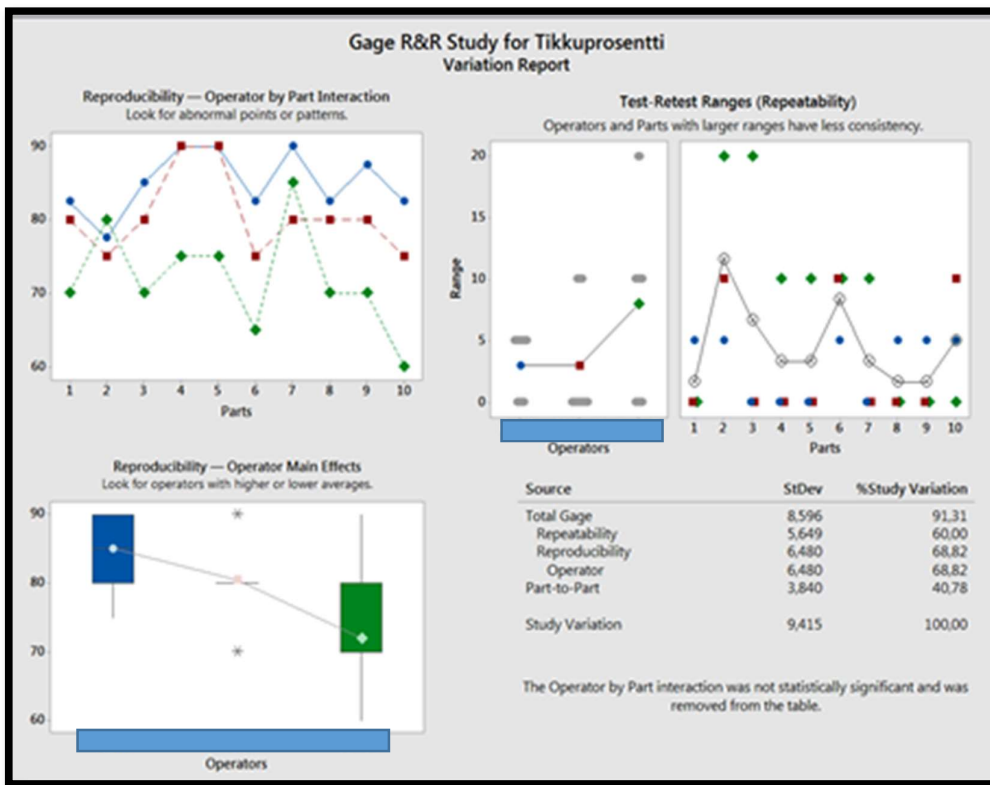 Gage R&R Study for Tikkuprosentti
Variation Report
Reproducibility — Operator by Part Interaction
Look for abnormal points or patterns.
90
80
70
60
1 2 3 4 5 6 7 8 9 10
Parts
Test-Retest Ranges (Repeatability)
Operators and Parts with larger ranges have less consistency.
Range
20
15
10
5
0
1 2 3 4 5 6 7 8 9 10
Operators Parts
Reproducibility — Operator Main Effects
Look for operators with higher or lower averages.
90
80
70
60
Operators
Source StDev %Study Variation
Total Gage 8,596 91,31
Repeatability 5,649 60,00
Reproducibility 6,480 68,82
Operator 6,480 68,82
Part-to-Part 3,840 40,78
Study Variation 9,415 100,00
The Operator by Part interaction was not statistically significant and was
removed from the table.